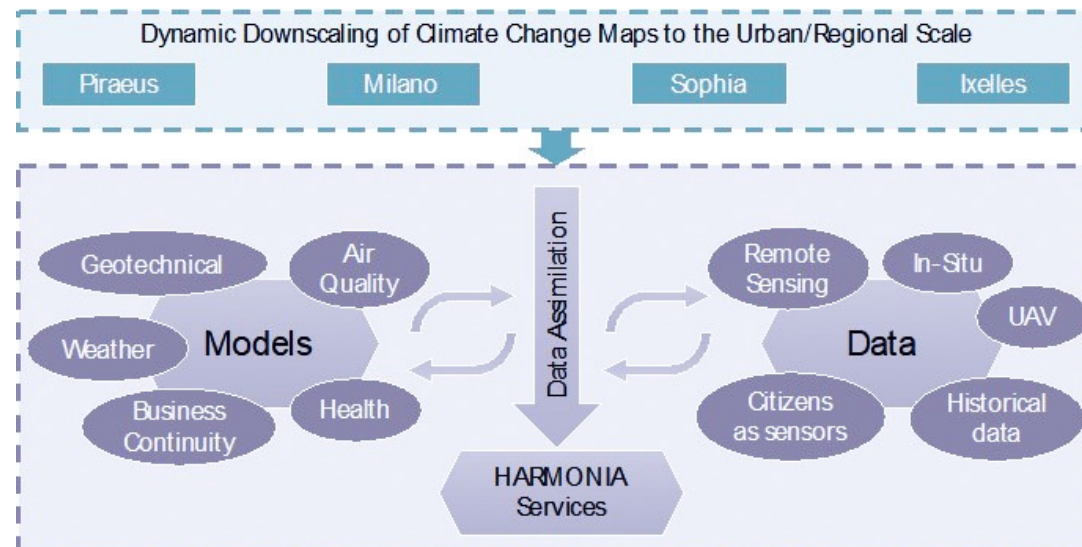 Dynamic Downscaling of Climate Change Maps to the Urban/Regional Scale
Piraeus
Milano
Sophia
Ixelles
Geotechnical
Air
Quality
Weather
Models
Business
Continuity
Health
Data Assimilation
Remote
Sensing
In-Situ
UAV
Data
Citizens
as sensors
Historical
data
HARMONIA
Services